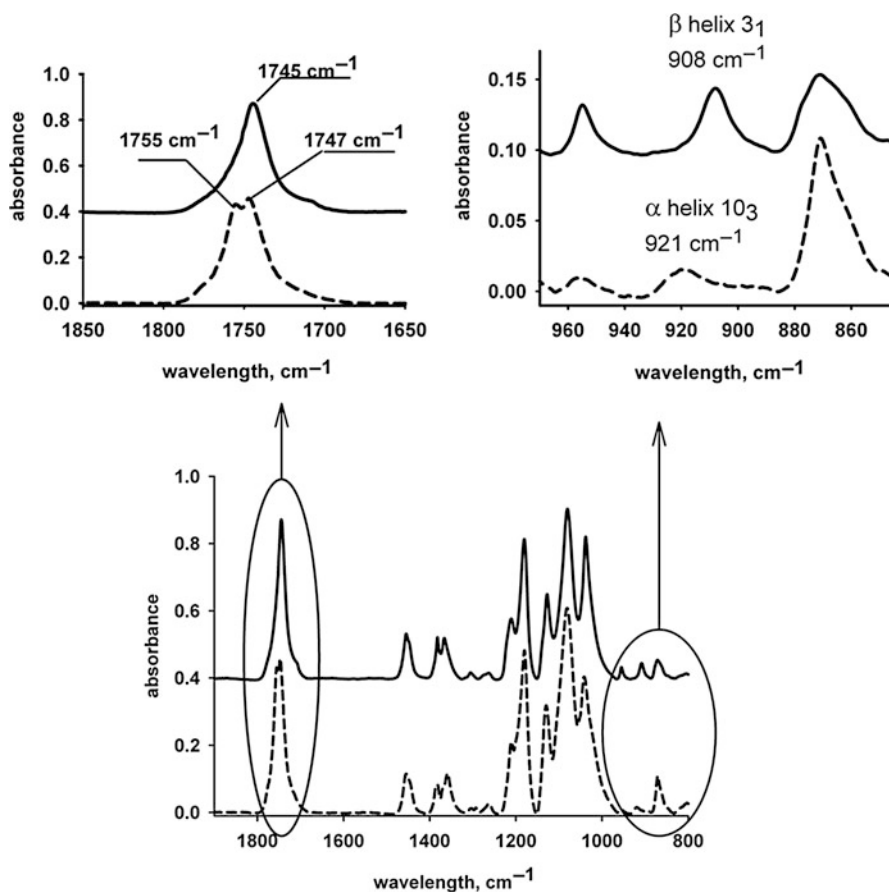 β helix 3₁
908 cm⁻¹
1745 cm⁻¹
1755 cm⁻¹
1747 cm⁻¹
absorbance
1.0
0.8
0.6
0.4
0.2
0.0
1850 1800 1750 1700 1650
wavelength, cm⁻¹
α helix 10₃
921 cm⁻¹
absorbance
0.15
0.10
0.05
0.00
960 940 920 900 880 860
wavelength, cm⁻¹
absorbance
1.0
0.8
0.6
0.4
0.2
0.0
1800 1600 1400 1200 1000 800
wavelength, cm⁻¹